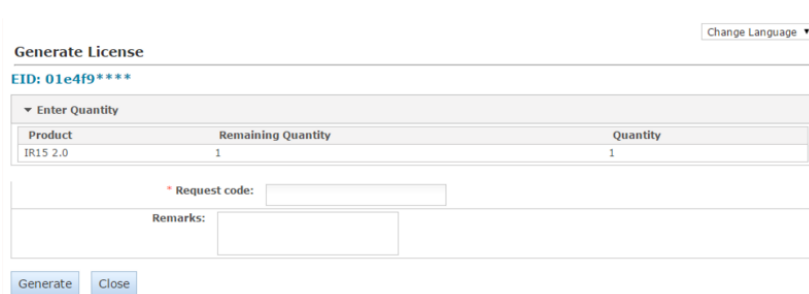 Change Language ▼
Generate License
EID: 01e4f9****
▼ Enter Quantity
Product Remaining Quantity Quantity
IR15 2.0 1 1
* Request code:
Remarks:
Generate Close